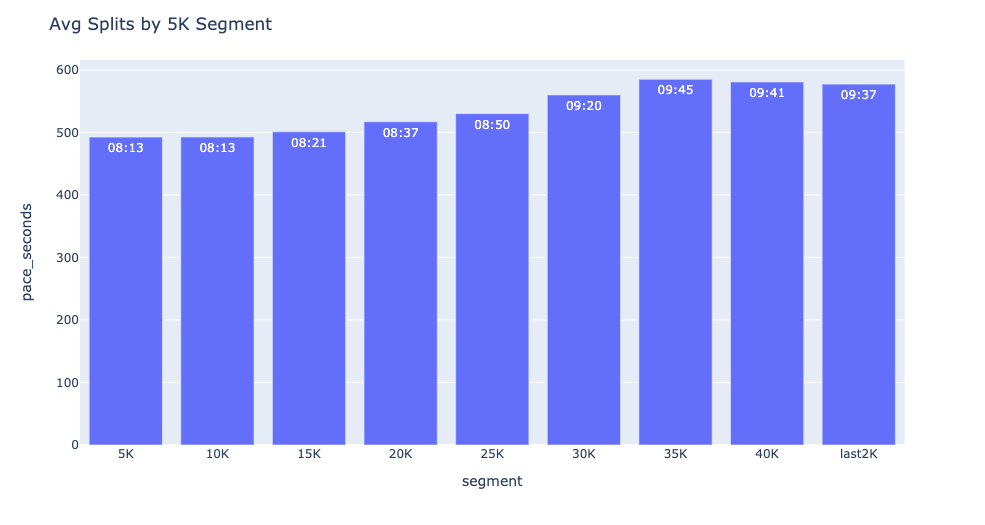 Avg Splits by 5K Segment
600
500
400
300
200
100
0
pace_seconds
08:13
08:13
08:21
08:37
08:50
09:20
09:45
09:41
09:37
5K
10K
15K
20K
25K
30K
35K
40K
last2K
segment